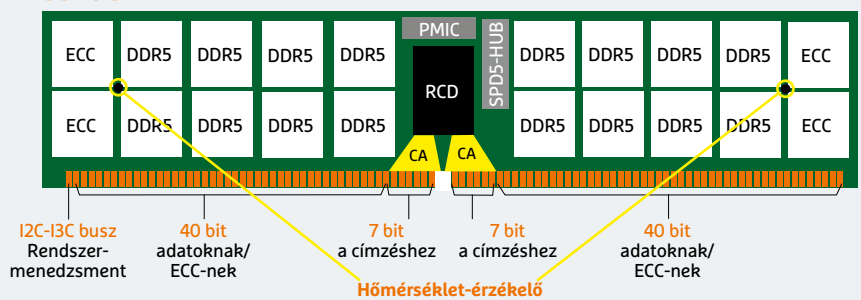 PMIC
SPD5-HUB
ECC DDR5 DDR5 DDR5 DDR5 RCD DDR5 DDR5 DDR5 DDR5 ECC
ECC DDR5 DDR5 DDR5 DDR5 DDR5 DDR5 DDR5 DDR5 ECC
CA CA
I2C-I3C busz
Rendszer-
menedzsment
40 bit
adatoknak/
ECC-nek
7 bit
a címzéshez
7 bit
a címzéshez
40 bit
adatoknak/
ECC-nek
Hőmérséklet-érzékelő